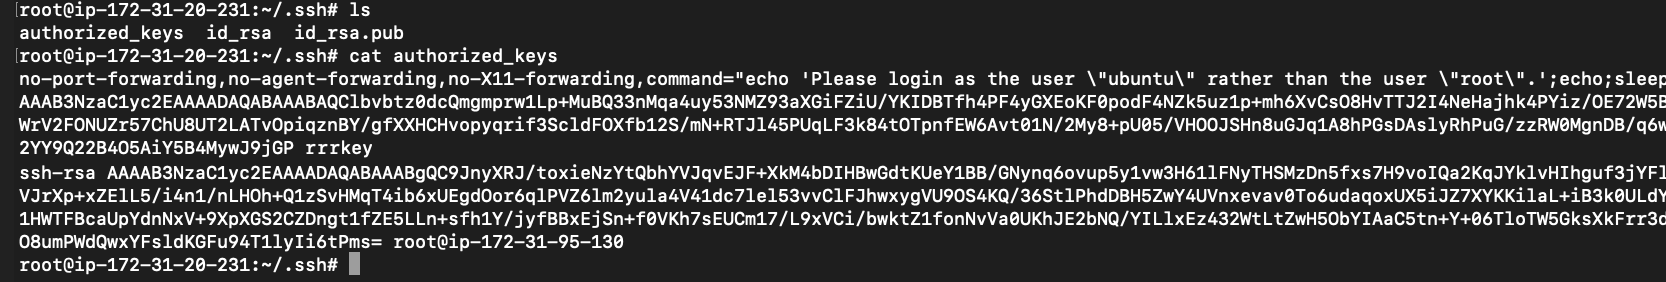 [root@ip-172-31-20-231:~/.ssh# ls
authorized_keys  id_rsa  id_rsa.pub
[root@ip-172-31-20-231:~/.ssh# cat authorized_keys
no-port-forwarding,no-agent-forwarding,no-X11-forwarding,command="echo 'Please login as the user \"ubuntu\" rather than the user \"root\".';echo;sleep
AAAAB3NzaC1yc2EAAAADAQABAAABAQClbvbtz0dcQmgmprw1Lp+MuBQ33nMqa4uy53NMZ93aXGiFZiU/YKIDBTfh4PF4yGXEoKF0podF4NZk5uz1p+mh6XvCsO8HvTTJ2I4NeHajhk4PYiz/OE72W5B
WrV2FONUZr57ChU8UT2LATvOpiqznBY/gfXXHCHvopyqrif3ScldFOXfb12S/mN+RTJl45PUqLF3k84tOTpnfEW6Avt01N/2My8+pU05/VHOOJSHn8uGJq1A8hPGsDAslyRhPuG/zzRW0MgnDB/q6w
2YY9Q22B4O5AiY5B4MywJ9jGP rrrkey
ssh-rsa AAAAB3NzaC1yc2EAAAADAQABAAABgQC9JnyXRJ/toxieNzYtQbhYVJqvEJF+XkM4bDIHBwGdtKUeY1BB/GNynq6ovup5y1vw3H61lFNyTHSMzDn5fxs7H9voIQa2KqJYklvHIhguf3jYFl
VJrXp+xZElL5/i4n1/nLHOh+Q1zSvHMqT4ib6xUEgdOor6qlPVZ6lm2yula4V41dc7lel53vvClFJhwxygVU9OS4KQ/36StlPhdDBH5ZwY4UVnxevav0To6udaqoxUX5iJZ7XYKKilaL+iB3k0ULdY
1HWTFBcaUpYdnNxV+9XpXGS2CZDngt1fZE5LLn+sfh1Y/jyfBBxEjSn+f0VKh7sEUCm17/L9xVCi/bwktZ1fonNvVa0UKhJE2bNQ/YILlxEz432WtLtZwH5ObYIAaC5tn+Y+06TloTW5GksXkFrr3d
O8umPWdQwxYFsldKGFu94T1lyIi6tPms= root@ip-172-31-95-130
root@ip-172-31-20-231:~/.ssh#